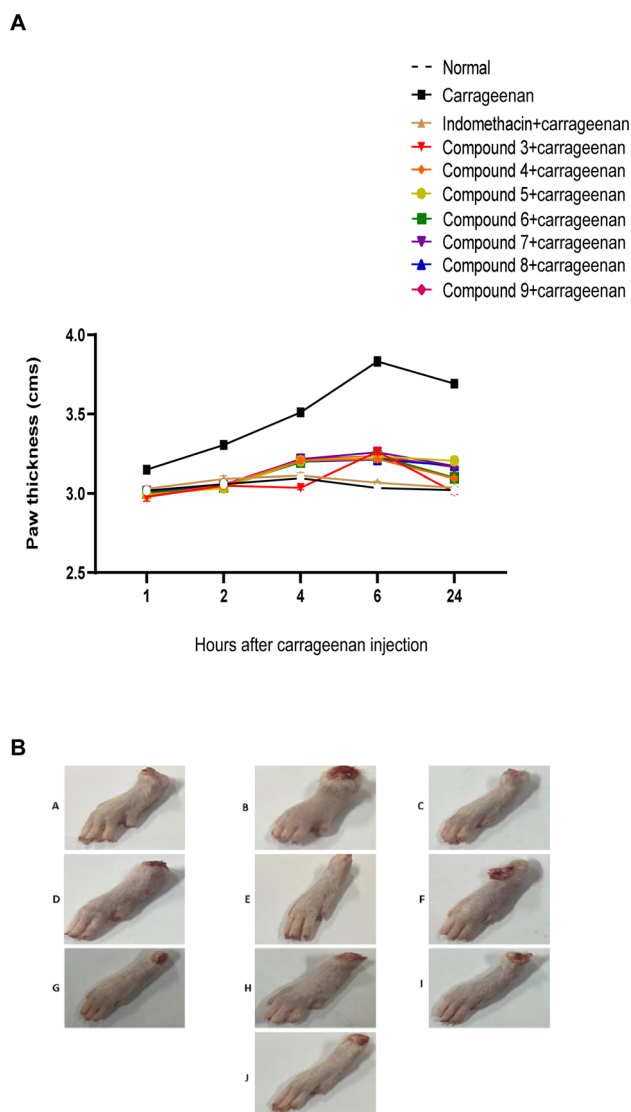 A
Normal
Carrageenan
Indomethacin+carrageenan
Compound 3+carrageenan
Compound 4+carrageenan
Compound 5+carrageenan
Compound 6+carrageenan
Compound 7+carrageenan
Compound 8+carrageenan
Compound 9+carrageenan
Paw thickness (cms)
4.0
3.5
3.0
2.5
1 2 4 6 24
Hours after carrageenan injection
B
A B C
D E F
G H I
J